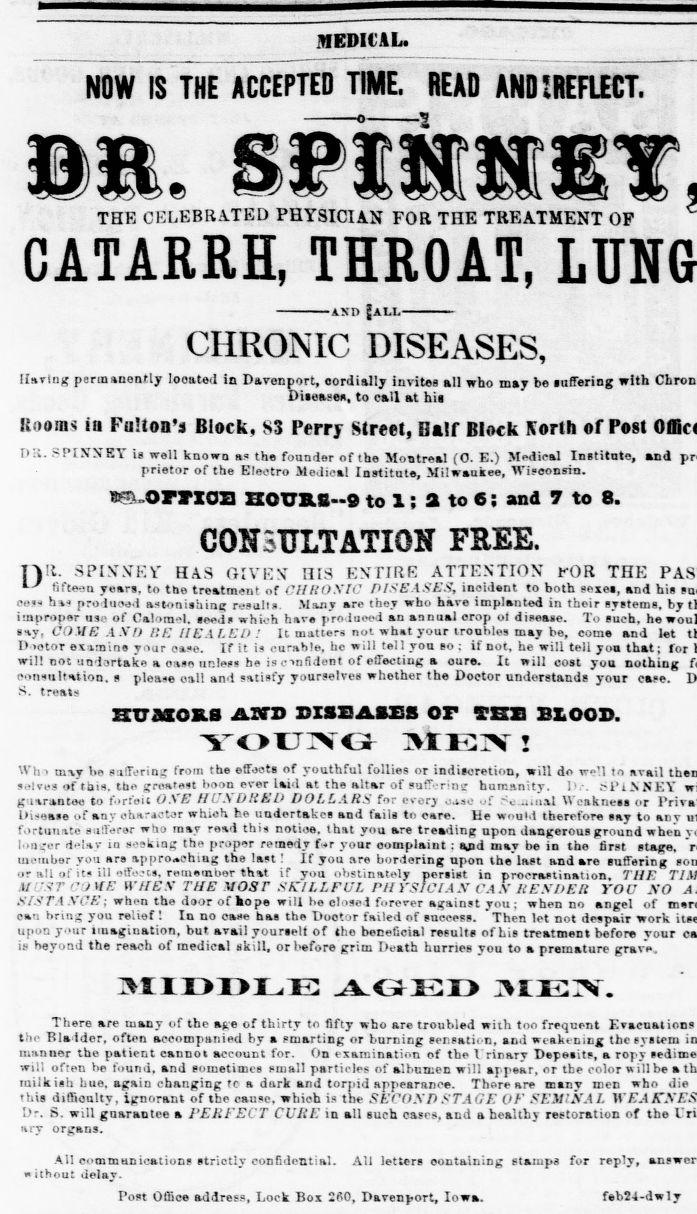 MEDICAL.
NOW IS THE ACCEPTED TIME. READ AND REFLECT.
DR. SPINNEY,
THE CELEBRATED PHYSICIAN FOR THE TREATMENT OF
CATARRH, THROAT, LUNG
AND ALL
CHRONIC DISEASES,
Having permanently located in Davenport, cordially invites all who may be suffering with Chron
Diseases, to call at his
Rooms in Fulton's Block, 83 Perry Street, Half Block North of Post Offic
DR. SPINNEY is well known as the founder of the Montreal (C. E.) Medical Institute, and pr
prietor of the Electro Medical Institute, Milwaukee, Wisconsin.
OFFICE HOURS--9 to 1; 2 to 6; and 7 to 8.
CONSULTATION FREE.
DR. SPINNEY HAS GIVEN HIS ENTIRE ATTENTION FOR THE PAS
fifteen years, to the treatment of CHRONIC DISEASES, incident to both sexes, and his su
cess has produced astonishing results. Many are they who have implanted in their systems, by t
improper use of Calomel, seeds which have produced an annual crop of disease. To such, he woul
say, COME AND BE HEALED! It matters not what your troubles may be, come and let t
Doctor examine your case. If it is curable, he will tell you so; if not, he will tell you that; for
will not undertake a case unless he is confident of effecting a cure. It will cost you nothing f
consultation. s please call and satisfy yourselves whether the Doctor understands your case. D
S. treats
HUMORS AND DISEASES OF THE BLOOD.
YOUNG MEN!
Who may be suffering from the effects of youthful follies or indiscretion, will do well to avail them
selves of this, the greatest boon ever laid at the altar of suffering humanity. Dr. SPINNEY w
guarantee to forfeit ONE HUNDRED DOLLARS for every case of Seminal Weakness or Priva
Disease of any character which he undertakes and fails to cure. He would therefore say to any u
fortunate sufferer who may read this notice, that you are treading upon dangerous ground when y
longer delay in seeking the proper remedy for your complaint; and may be in the first stage, r
member you are approaching the last! If you are bordering upon the last and are suffering som
or all of its ill effects, remember that if you obstinately persist in procrastination, THE TIM
MUST COME WHEN THE MOST SKILLFUL PHYSICIAN CAN RENDER YOU NO A
SISTANCE; when the door of hope will be closed forever against you; when no angel of mer
can bring you relief! In no case has the Doctor failed of success. Then let not despair work itse
upon your imagination, but avail yourself of the beneficial results of his treatment before your ca
is beyond the reach of medical skill, or before grim Death hurries you to a premature grave.
MIDDLE AGED MEN.
There are many of the age of thirty to fifty who are troubled with too frequent Evacuations
the Bladder, often accompanied by a smarting or burning sensation, and weakening the system in
manner the patient cannot account for. On examination of the Urinary Deposits, a ropy sedime
will often be found, and sometimes small particles of albumen will appear, or the color will be a th
milkish hue, again changing to a dark and torpid appearance. There are many men who die
this difficulty, ignorant of the cause, which is the SECOND STAGE OF SEMINAL WEAKNES
Dr. S. will guarantee a PERFECT CURE in all such cases, and a healthy restoration of the Uri
ary organs.
All communications strictly confidential. All letters containing stamps for reply, answer
without delay.
Post Office address, Lock Box 260, Davenport, Iowa. feb24-dw1y